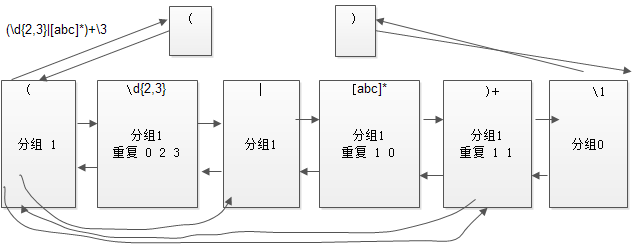 (\d{2,3}|[abc]*)+\3
(
)
(
分组 1
\d{2,3}
分组1
重复 0 2 3
|
分组1
[abc]*
分组1
重复 1 0
)+
分组1
重复 1 1
\1
分组0